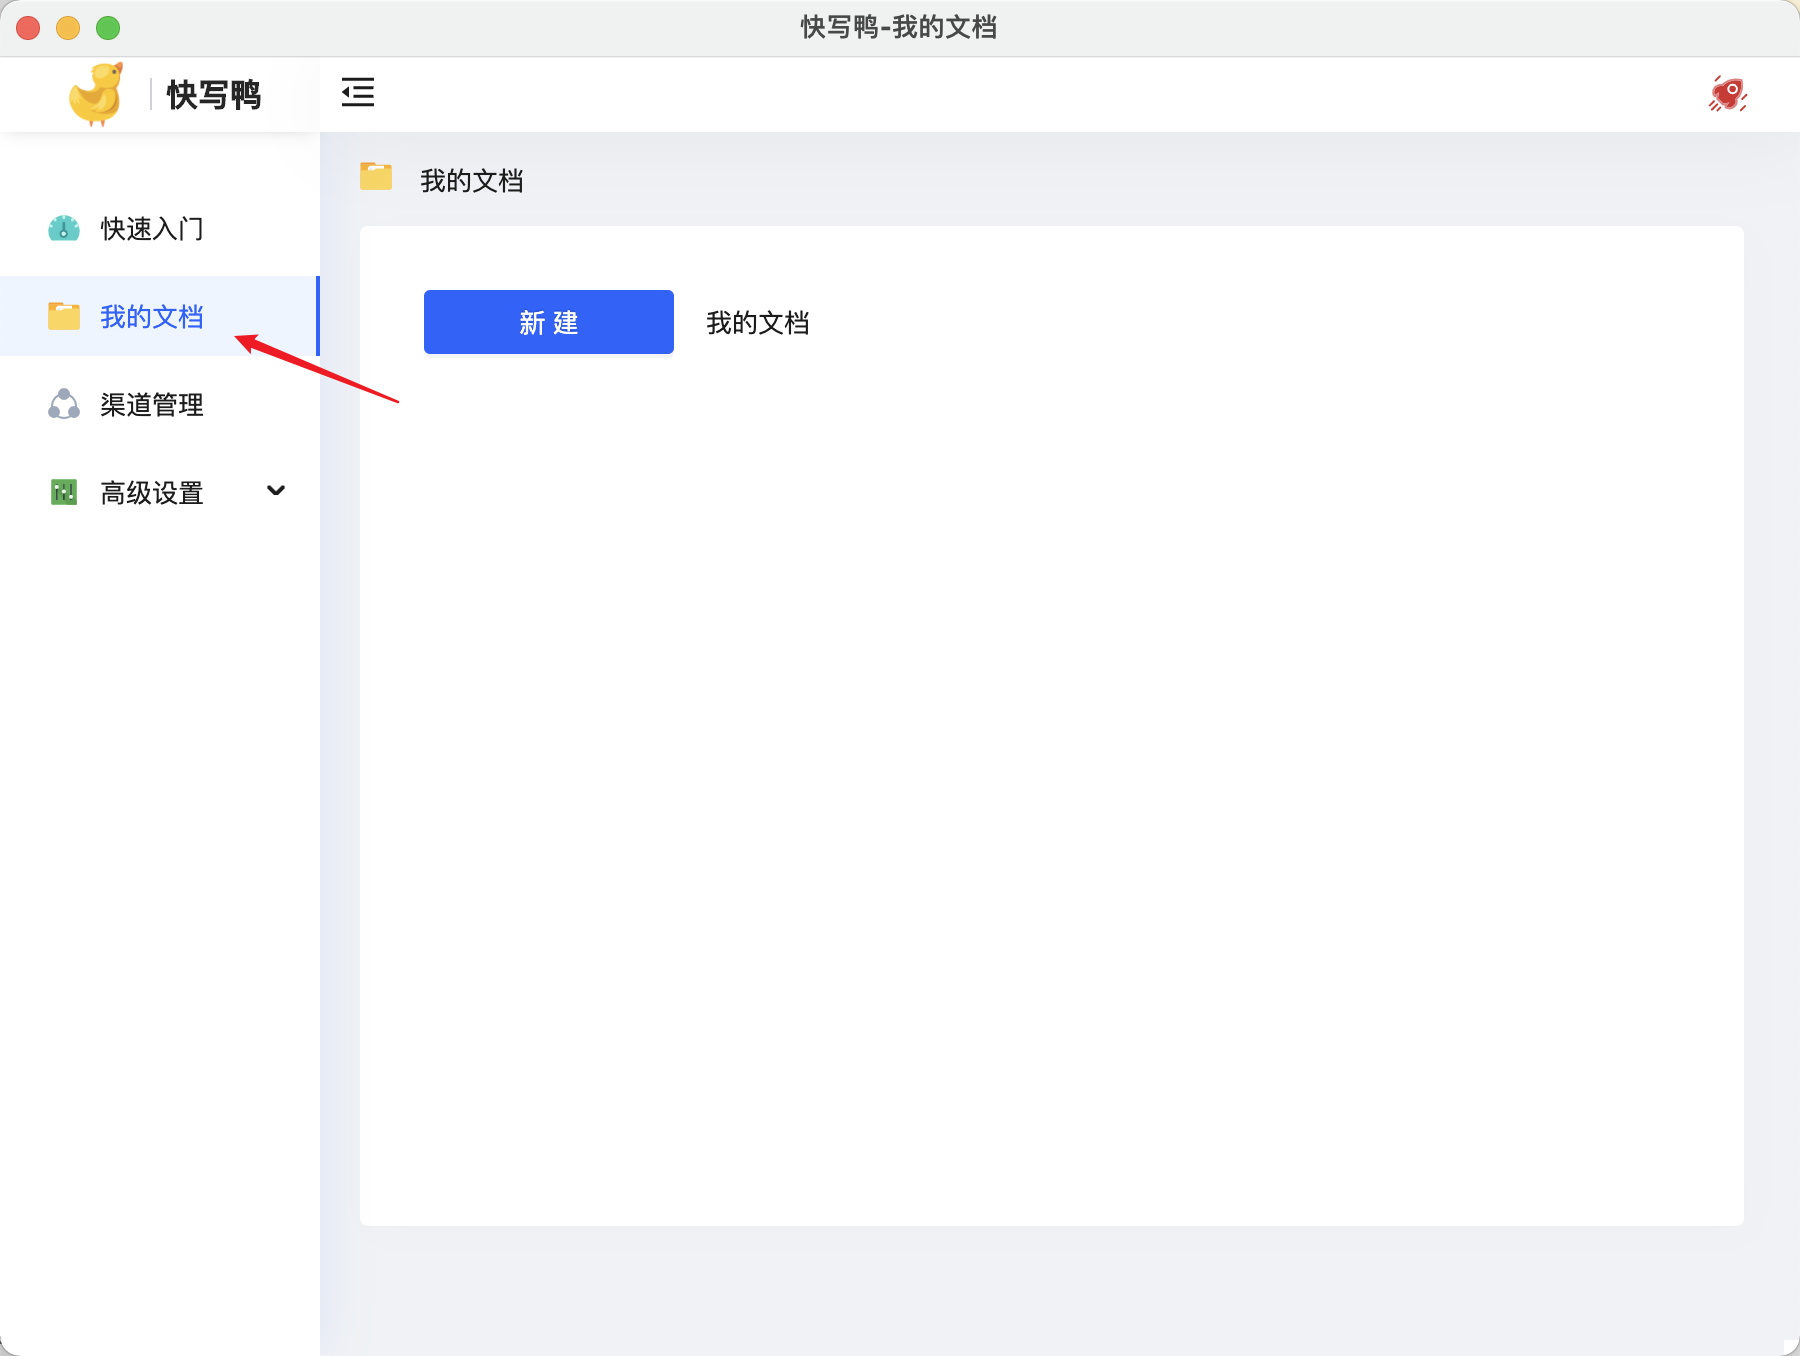 快写鸭-我的文档
快写鸭
我的文档
快速入门
我的文档
渠道管理
高级设置
新 建
我的文档